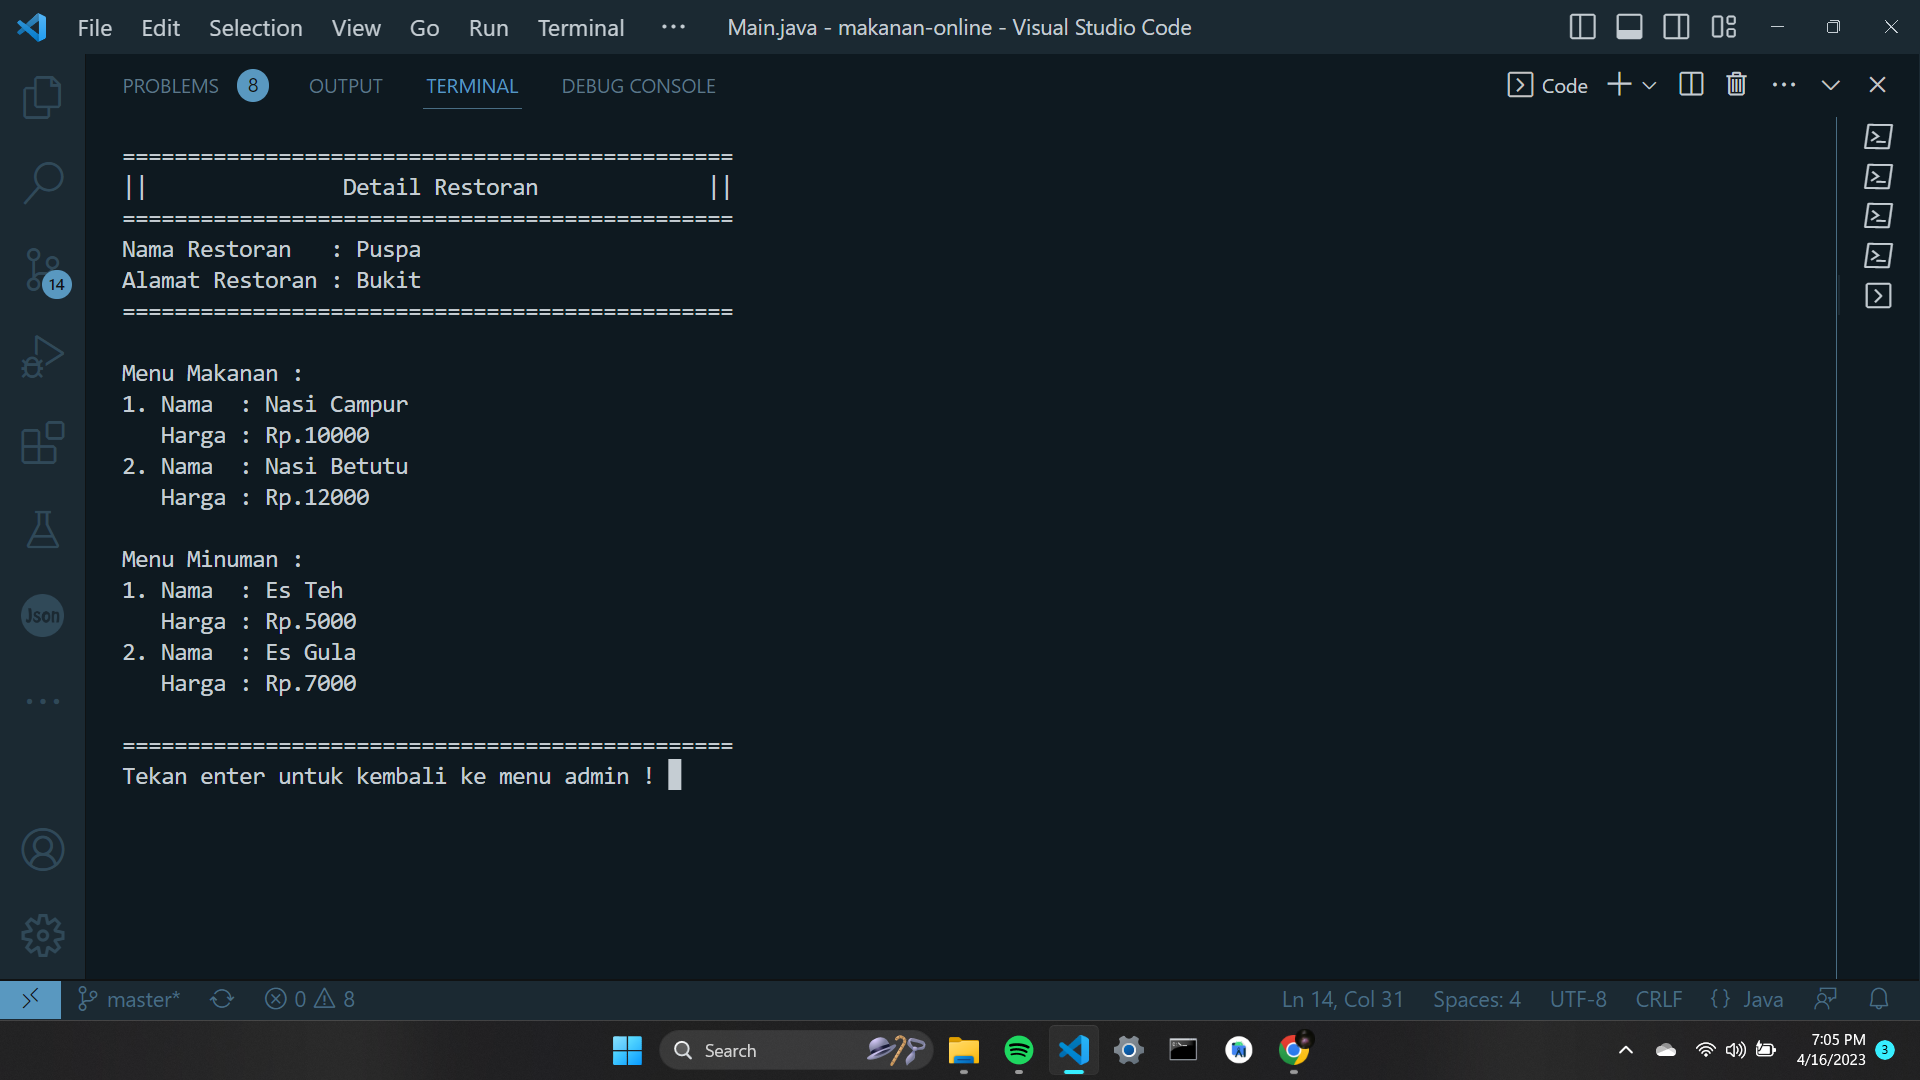 File Edit Selection View Go Run Terminal ··· Main.java - makanan-online - Visual Studio Code
PROBLEMS 8 OUTPUT TERMINAL DEBUG CONSOLE Code
===============================================
||               Detail Restoran             ||
===============================================
Nama Restoran   : Puspa
Alamat Restoran : Bukit
===============================================
Menu Makanan :
1. Nama  : Nasi Campur
   Harga : Rp.10000
2. Nama  : Nasi Betutu
   Harga : Rp.12000
Menu Minuman :
1. Nama  : Es Teh
   Harga : Rp.5000
2. Nama  : Es Gula
   Harga : Rp.7000
===============================================
Tekan enter untuk kembali ke menu admin !
14
Json
master* 0 8 Ln 14, Col 31 Spaces: 4 UTF-8 CRLF {} Java
Search
7:05 PM
4/16/2023
3